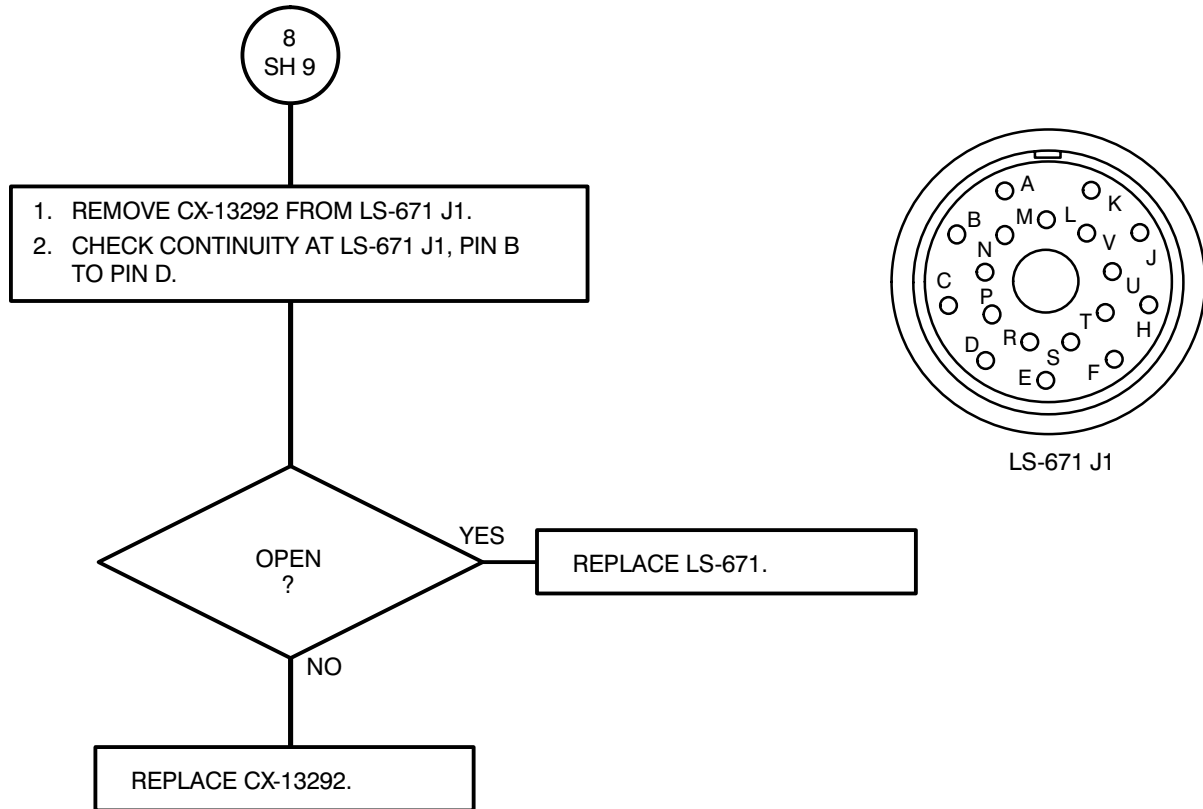 8
SH 9
1. REMOVE CX-13292 FROM LS-671 J1.
2. CHECK CONTINUITY AT LS-671 J1, PIN B
TO PIN D.
OPEN
?
YES
REPLACE LS-671.
NO
REPLACE CX-13292.
A
K
B
M
L
J
N
V
C
U
P
T
H
D
R
S
E
F
LS-671 J1